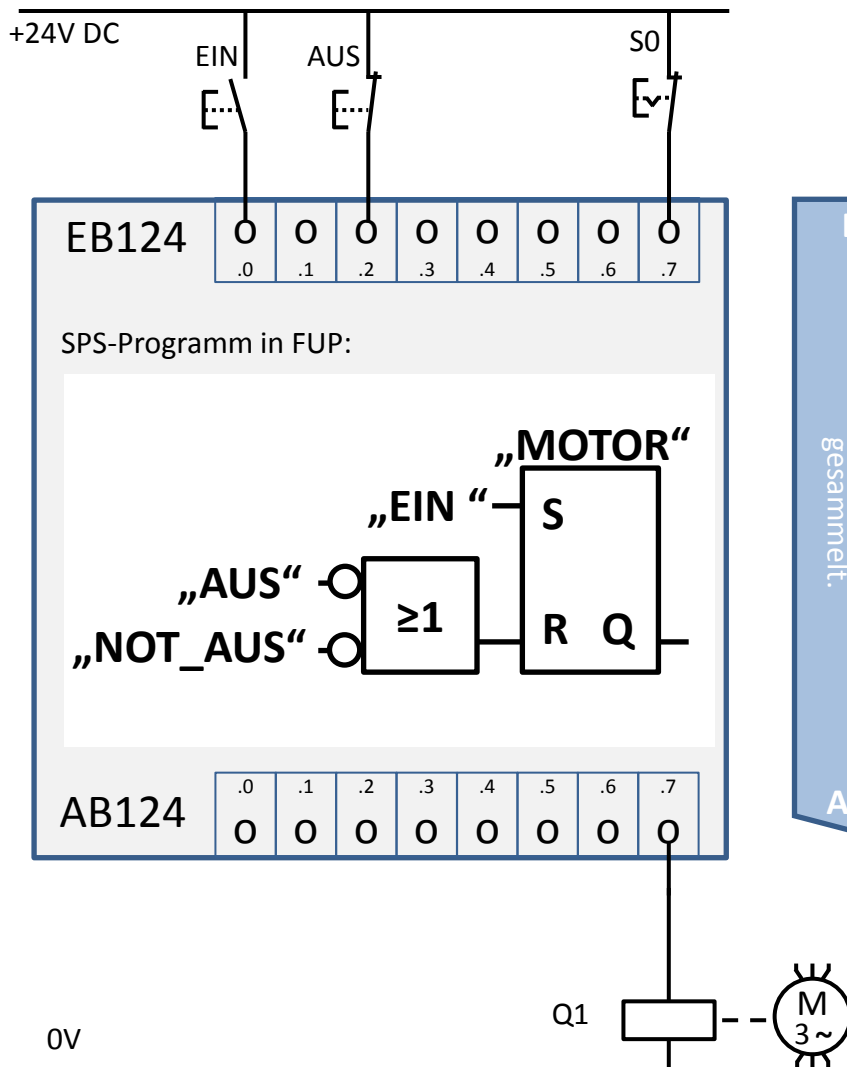 +24V DC
EIN
AUS
S0
EB124
O O O O O O O O
.0 .1 .2 .3 .4 .5 .6 .7
SPS-Programm in FUP:
„MOTOR“
„EIN “
S
„AUS“
≥1
R Q
„NOT_AUS“
gesammelt.
AB124
.0 .1 .2 .3 .4 .5 .6 .7
O O O O O O O O
A
Q1
M
3~
0V